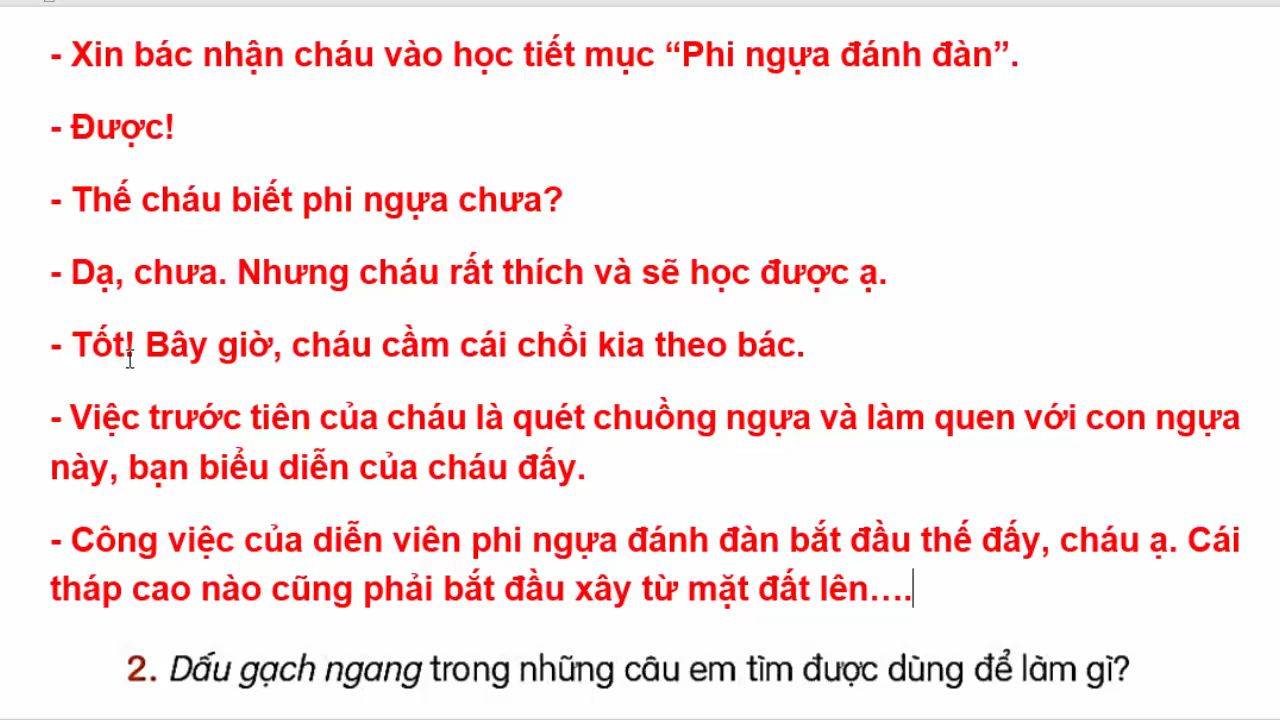 - Xin bác nhận cháu vào học tiết mục “Phi ngựa đánh đàn”.
- Được!
- Thế cháu biết phi ngựa chưa?
- Dạ, chưa. Nhưng cháu rất thích và sẽ học được ạ.
- Tốt! Bây giờ, cháu cầm cái chổi kia theo bác.
- Việc trước tiên của cháu là quét chuồng ngựa và làm quen với con ngựa
này, bạn biểu diễn của cháu đấy.
- Công việc của diễn viên phi ngựa đánh đàn bắt đầu thế đấy, cháu ạ. Cái
tháp cao nào cũng phải bắt đầu xây từ mặt đất lên….
2. Dấu gạch ngang trong những câu em tìm được dùng để làm gì?